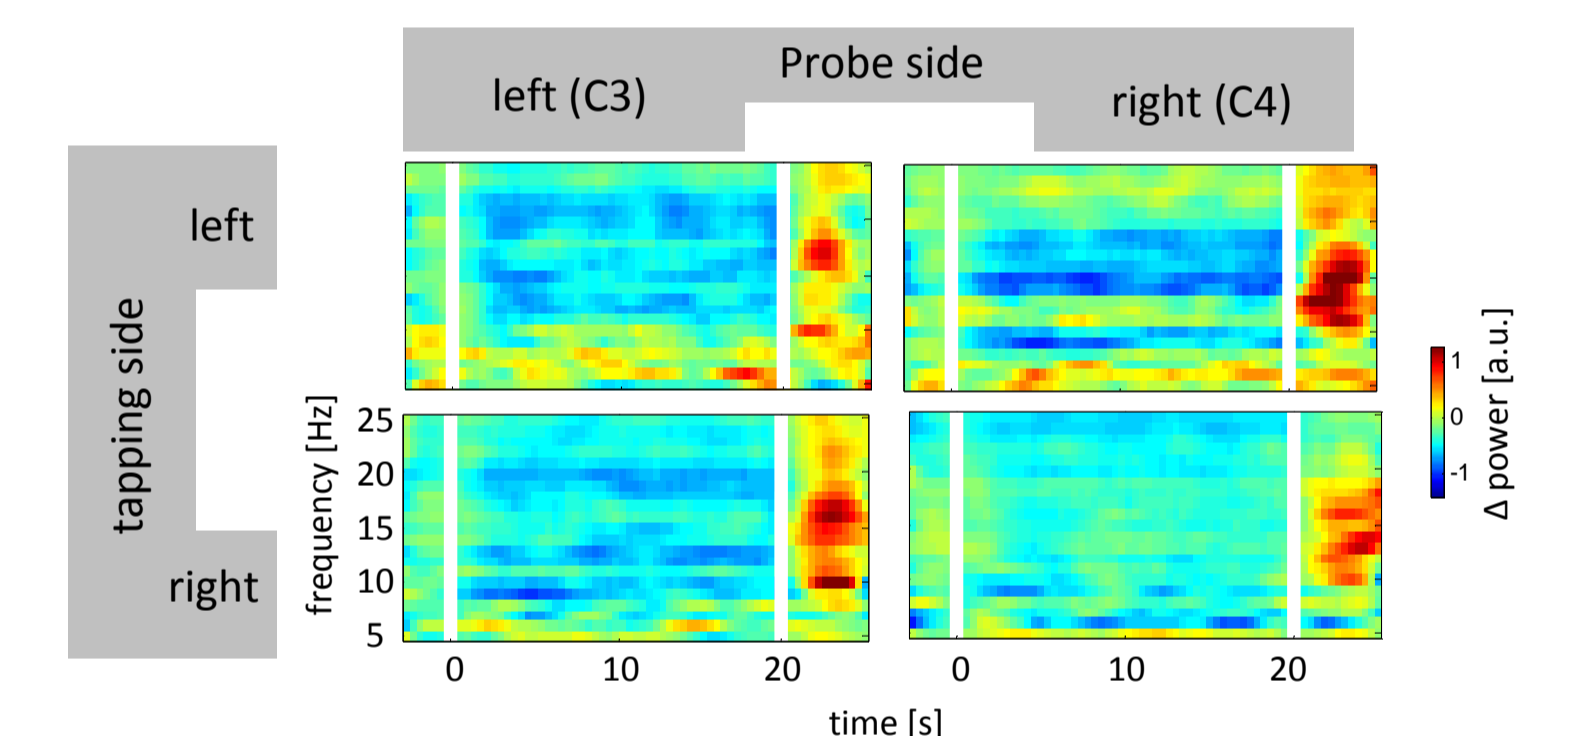 Probe side
left (C3)
right (C4)
left
tapping side
right
frequency [Hz]
25
20
15
10
5
0
10
20
0
10
20
time [s]
1
0
-1
Δ power [a.u.]